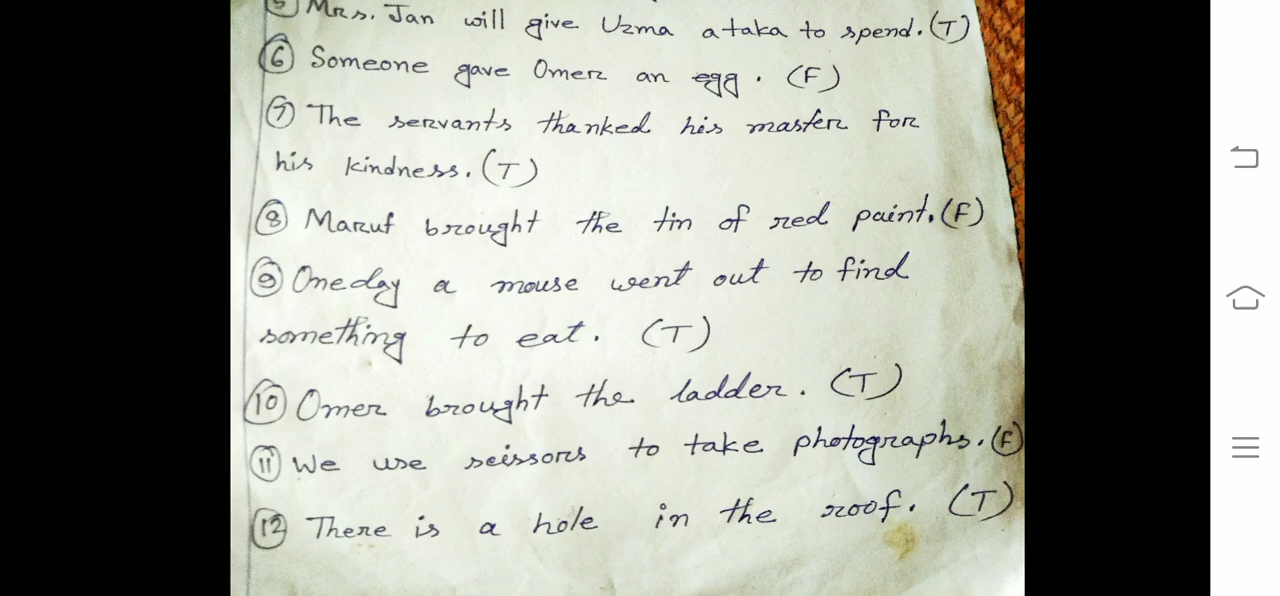 5 Mrs. Jan will give Uzma a taka to spend. (T)
6 Someone gave Omer an egg. (F)
7 The servants thanked his master for
his kindness. (T)
8 Maruf brought the tin of red paint. (F)
9 One day a mouse went out to find
something to eat. (T)
10 Omer brought the ladder. (T)
11 We use scissors to take photographs. (F)
12 There is a hole in the roof. (T)